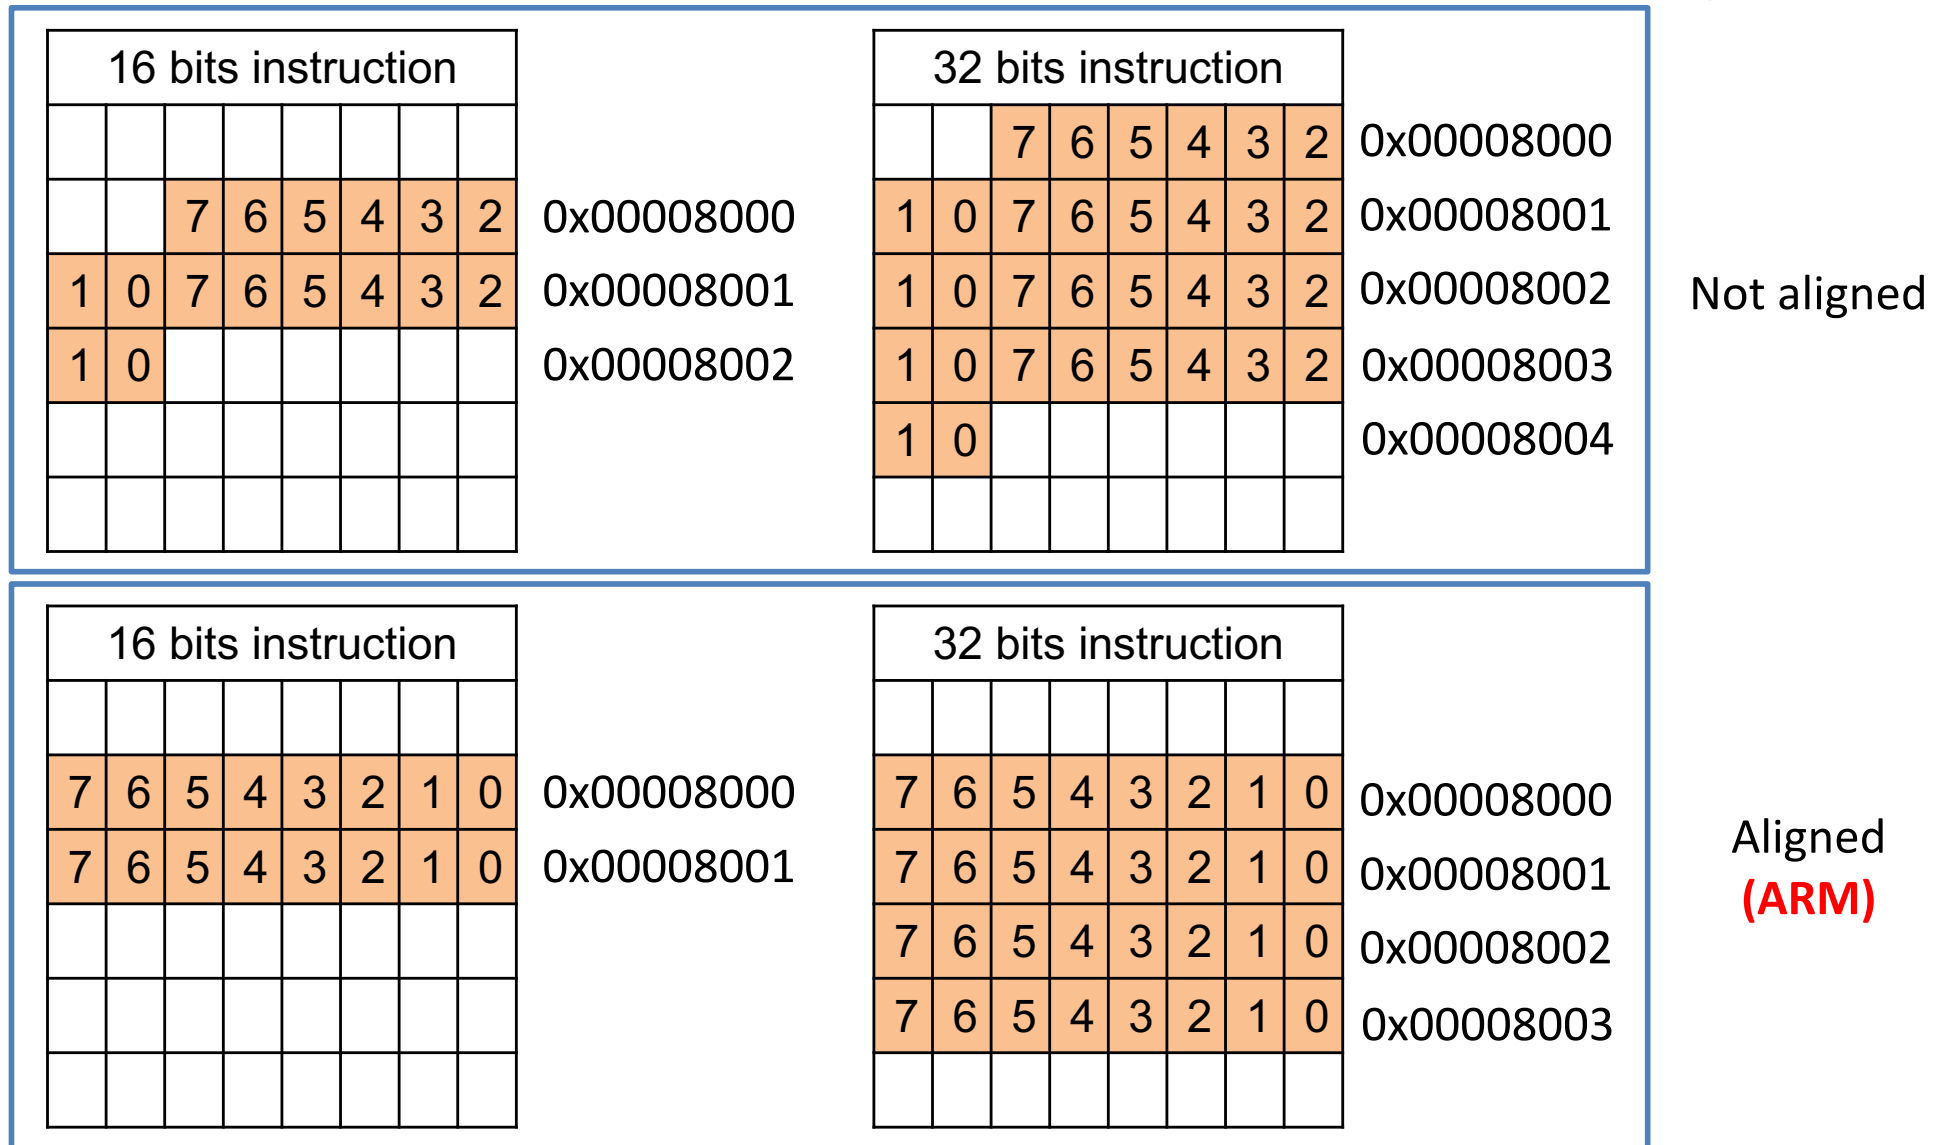 16 bits instruction
7 6 5 4 3 2 0x00008000
1 0 7 6 5 4 3 2 0x00008001
1 0 0x00008002
32 bits instruction
7 6 5 4 3 2 0x00008000
1 0 7 6 5 4 3 2 0x00008001
1 0 7 6 5 4 3 2 0x00008002
1 0 7 6 5 4 3 2 0x00008003
1 0 0x00008004
Not aligned
16 bits instruction
7 6 5 4 3 2 1 0 0x00008000
7 6 5 4 3 2 1 0 0x00008001
32 bits instruction
7 6 5 4 3 2 1 0 0x00008000
7 6 5 4 3 2 1 0 0x00008001
7 6 5 4 3 2 1 0 0x00008002
7 6 5 4 3 2 1 0 0x00008003
Aligned
(ARM)